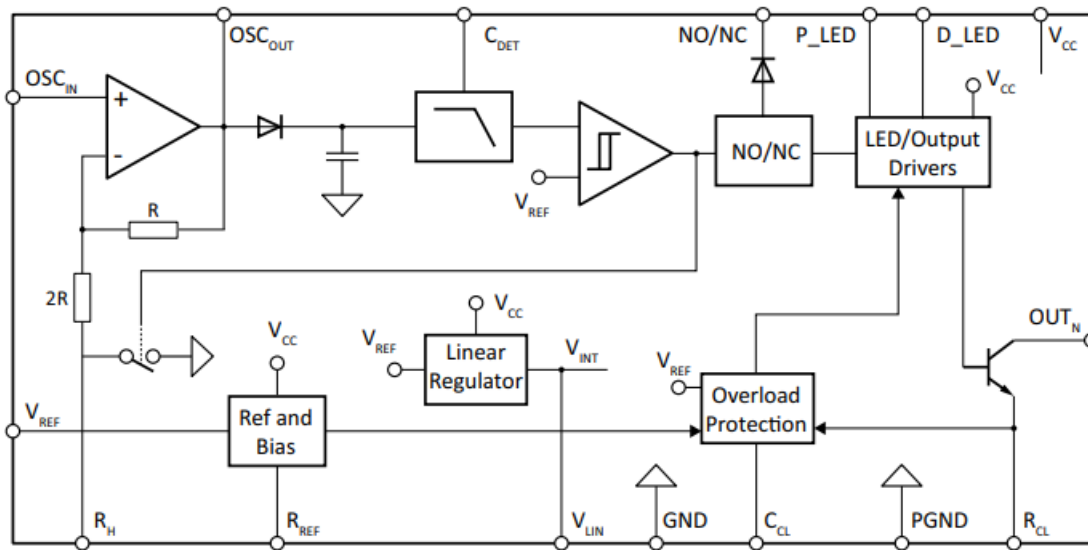 OSC_OUT
C_DET
NO/NC
P_LED
D_LED
V_CC
OSC_IN
+
-
V_CC
NO/NC
LED/Output
Drivers
V_REF
R
2R
V_CC
V_CC
V_REF
Linear
Regulator
V_INT
V_REF
Overload
Protection
OUT_N
V_REF
Ref and
Bias
R_H
R_REF
V_LIN
GND
C_CL
PGND
R_CL